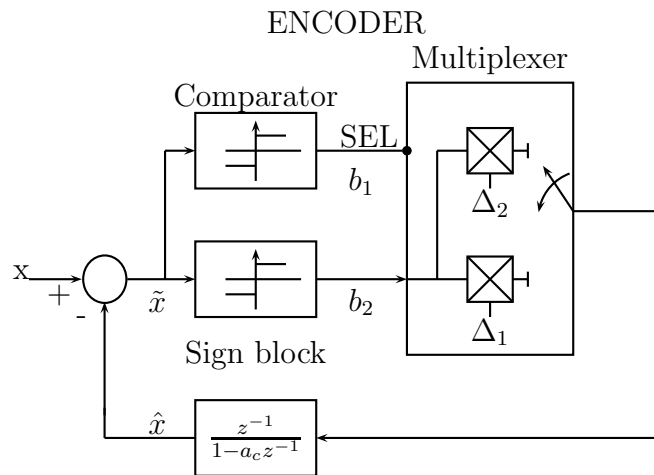 ENCODER
Multiplexer
Comparator
SEL
b₁
Δ₂
x
+
-
x̃
b₂
Δ₁
Sign block
x̂
z⁻¹
1−a_c z⁻¹